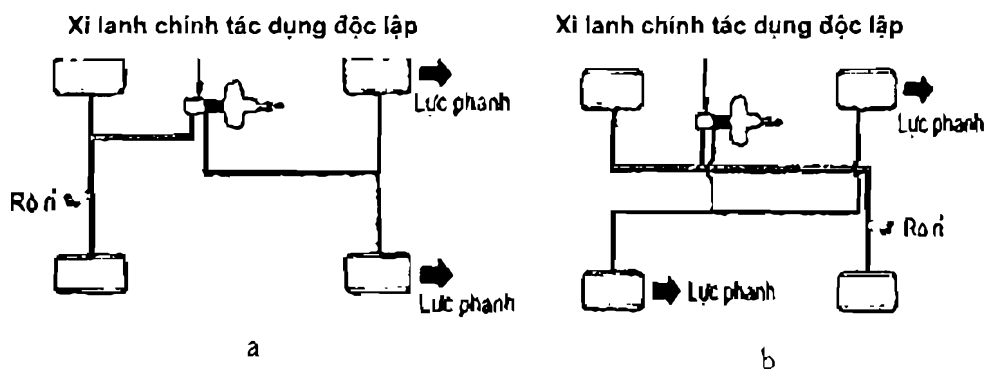 Xi lanh chính tác dụng độc lập
Lực phanh
Rò rỉ
Lực phanh
a
Xi lanh chính tác dụng độc lập
Lực phanh
Rò rỉ
Lực phanh
b